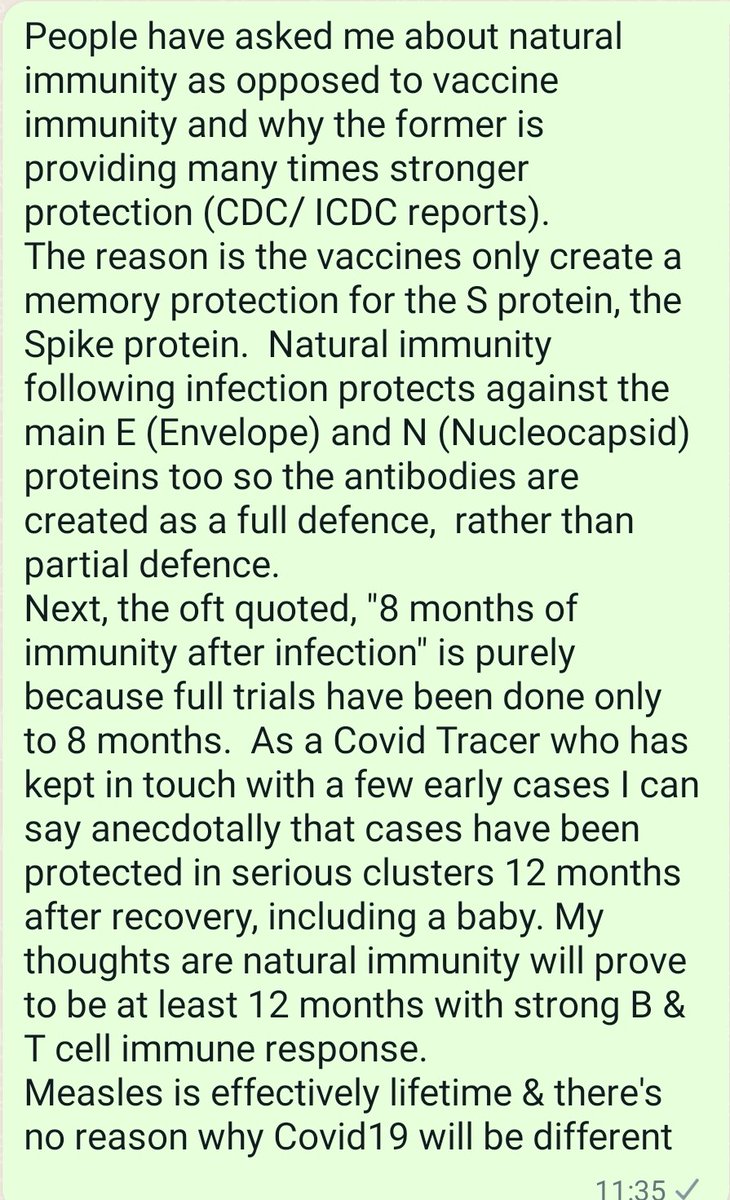 People have asked me about natural
immunity as opposed to vaccine
immunity and why the former is
providing many times stronger
protection (CDC/ ICDC reports).
The reason is the vaccines only create a
memory protection for the S protein, the
Spike protein.  Natural immunity
following infection protects against the
main E (Envelope) and N (Nucleocapsid)
proteins too so the antibodies are
created as a full defence,  rather than
partial defence.
Next, the oft quoted, "8 months of
immunity after infection" is purely
because full trials have been done only
to 8 months.  As a Covid Tracer who has
kept in touch with a few early cases I can
say anecdotally that cases have been
protected in serious clusters 12 months
after recovery, including a baby. My
thoughts are natural immunity will prove
to be at least 12 months with strong B &
T cell immune response.
Measles is effectively lifetime & there's
no reason why Covid19 will be different
11:35 ✓